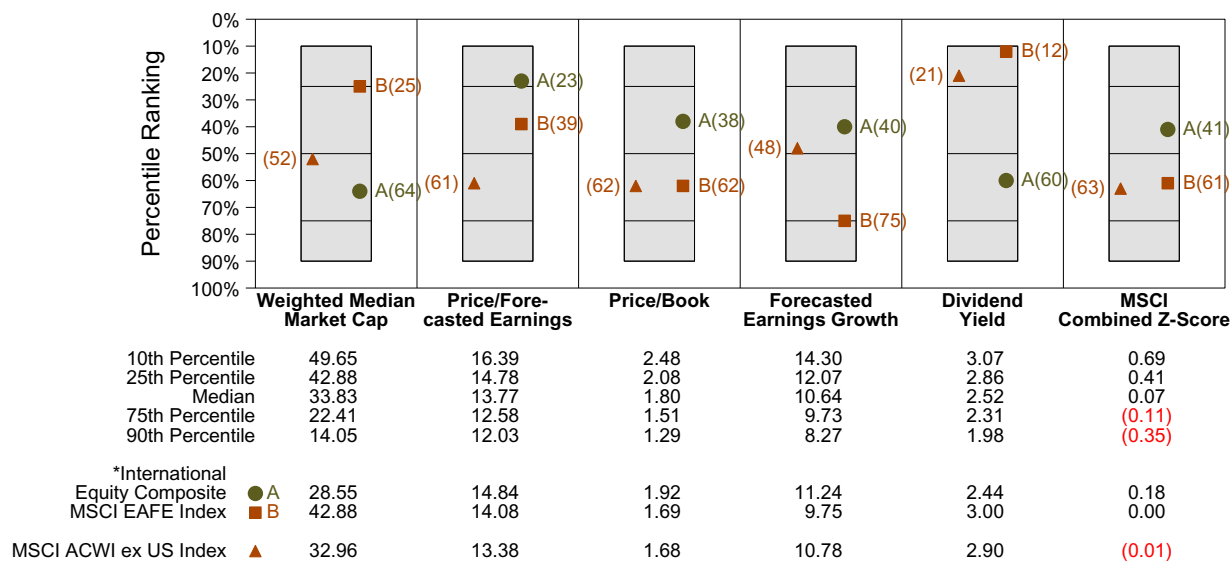 0%
10%
20%
30%
40%
50%
60%
70%
80%
90%
100%
Percentile Ranking
(52)
B(25)
A(64)
(61)
A(23)
B(39)
(62)
A(38)
B(62)
(48)
A(40)
B(75)
(21)
B(12)
A(60)
(63)
A(41)
B(61)
Weighted Median Market Cap
Price/Fore-casted Earnings
Price/Book
Forecasted Earnings Growth
Dividend Yield
MSCI Combined Z-Score
10th Percentile 49.65 16.39 2.48 14.30 3.07 0.69
25th Percentile 42.88 14.78 2.08 12.07 2.86 0.41
Median 33.83 13.77 1.80 10.64 2.52 0.07
75th Percentile 22.41 12.58 1.51 9.73 2.31 (0.11)
90th Percentile 14.05 12.03 1.29 8.27 1.98 (0.35)
*International
Equity Composite A 28.55 14.84 1.92 11.24 2.44 0.18
MSCI EAFE Index B 42.88 14.08 1.69 9.75 3.00 0.00
MSCI ACWI ex US Index 32.96 13.38 1.68 10.78 2.90 (0.01)